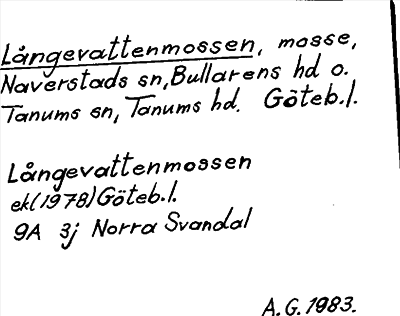 Långevattenmossen, mosse,
Naverstads sn, Bullarens hd o.
Tanums sn, Tanums hd. Göteb.l.
Långevattenmossen
ek(1978) Göteb.l.
9A 3j Norra Svandal
A.G. 1983.